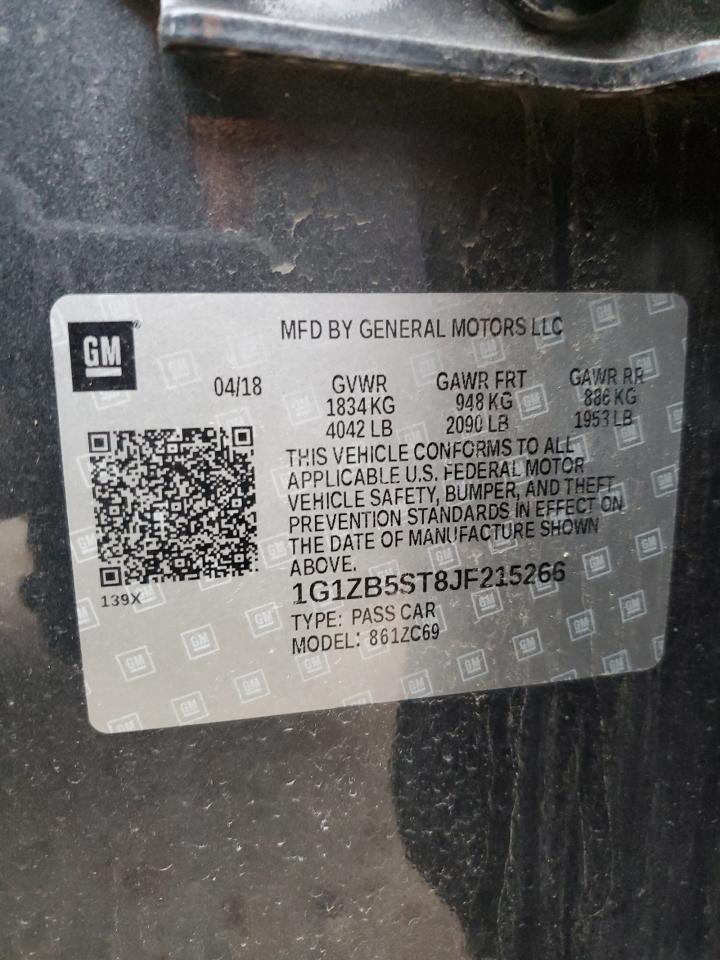 GM
MFD BY GENERAL MOTORS LLC
04/18 GVWR GAWR FRT GAWR RR
1834 KG 948 KG 886 KG
4042 LB 2090 LB 1953 LB
THIS VEHICLE CONFORMS TO ALL
APPLICABLE U.S. FEDERAL MOTOR
VEHICLE SAFETY, BUMPER, AND THEFT
PREVENTION STANDARDS IN EFFECT ON
THE DATE OF MANUFACTURE SHOWN
ABOVE.
139X
1G1ZB5ST8JF215266
TYPE: PASS CAR
MODEL: 861ZC69